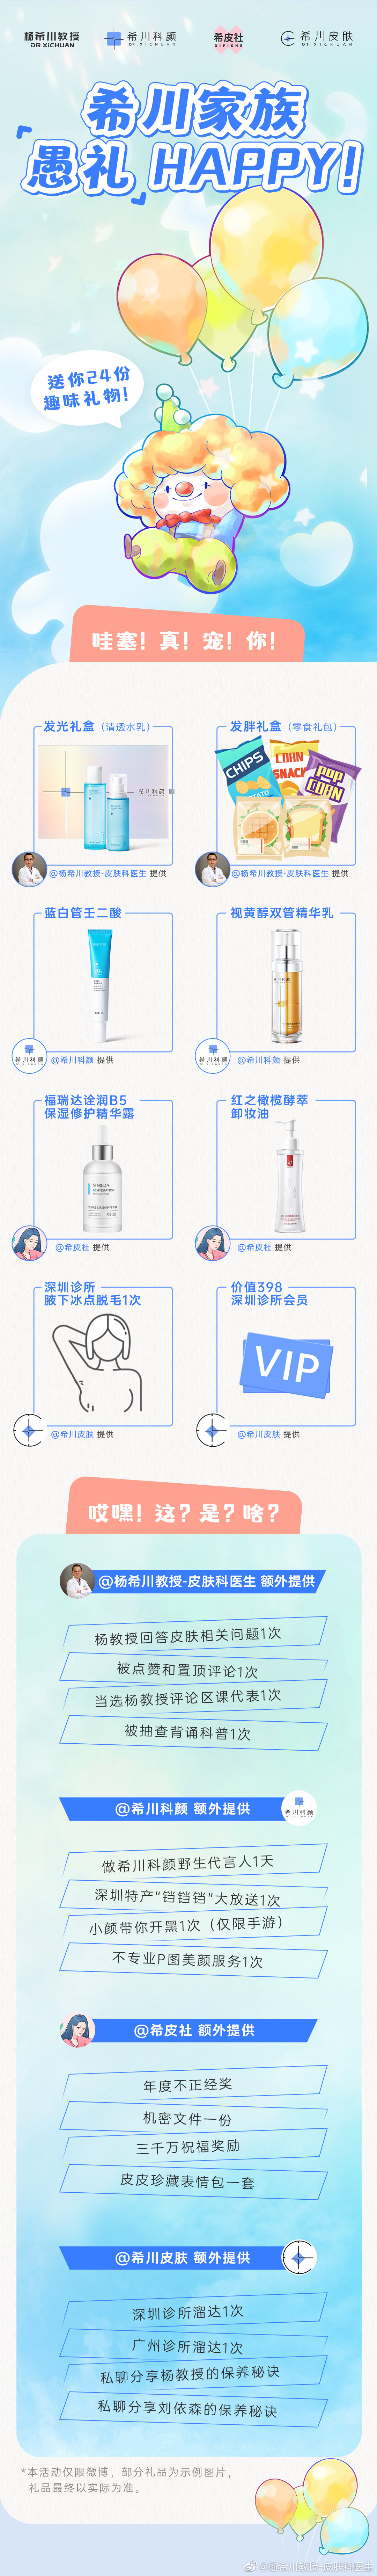 杨希川教授
DR.XICHUAN
希川科颜
DR.XICHUAN
希皮社
XIPISHE
希川皮肤
DR.XICHUAN
希川家族
愚礼 HAPPY!
送你24份
趣味礼物!
哇塞!真!宠!你!
发光礼盒(清透水乳)
希川科颜
@杨希川教授-皮肤科医生 提供
发胖礼盒(零食礼包)
CHIPS
CORN
SNACK
POP
CORN
@杨希川教授-皮肤科医生 提供
蓝白管壬二酸
希川科颜
@希川科颜 提供
视黄醇双管精华乳
希川科颜
@希川科颜 提供
福瑞达诠润B5
保湿修护精华露
@希皮社 提供
红之橄榄酵萃
卸妆油
@希皮社 提供
深圳诊所
腋下冰点脱毛1次
@希川皮肤 提供
价值398
深圳诊所会员
VIP
@希川皮肤 提供
哎嘿!这?是?啥?
@杨希川教授-皮肤科医生 额外提供
杨教授回答皮肤相关问题1次
被点赞和置顶评论1次
当选杨教授评论区课代表1次
被抽查背诵科普1次
@希川科颜 额外提供
希川科颜
做希川科颜野生代言人1天
深圳特产“铛铛铛”大放送1次
小颜带你开黑1次(仅限手游)
不专业P图美颜服务1次
@希皮社 额外提供
年度不正经奖
机密文件一份
三千万祝福奖励
皮皮珍藏表情包一套
@希川皮肤 额外提供
深圳诊所溜达1次
广州诊所溜达1次
私聊分享杨教授的保养秘诀
私聊分享刘依森的保养秘诀
*本活动仅限微博,部分礼品为示例图片,
礼品最终以实际为准。
@杨希川教授-皮肤科医生